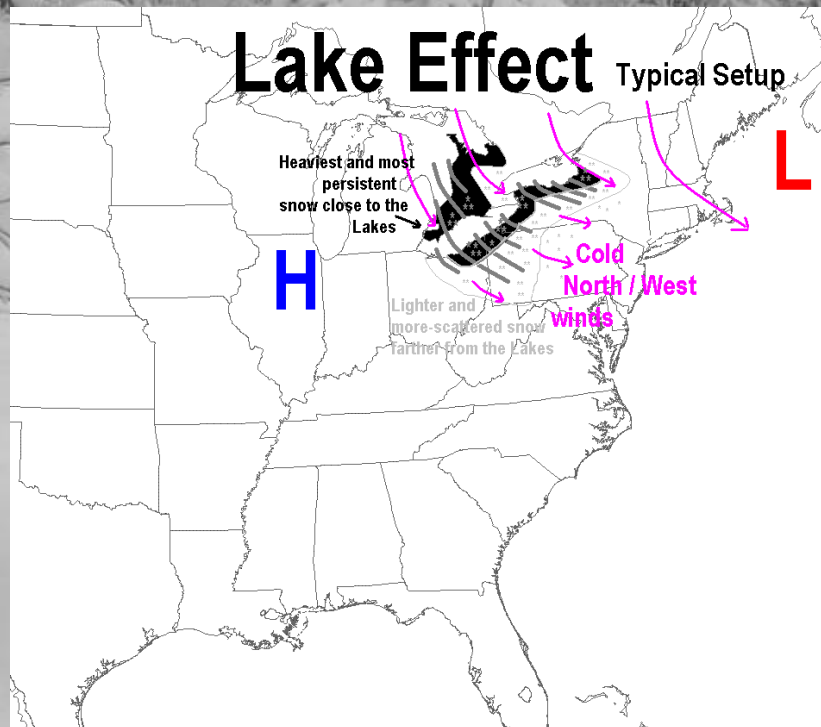 Lake Effect Typical Setup
L
Heaviest and most
persistent
snow close to the
Lakes
H
Cold
North / West
winds
Lighter and
more-scattered snow
farther from the Lakes